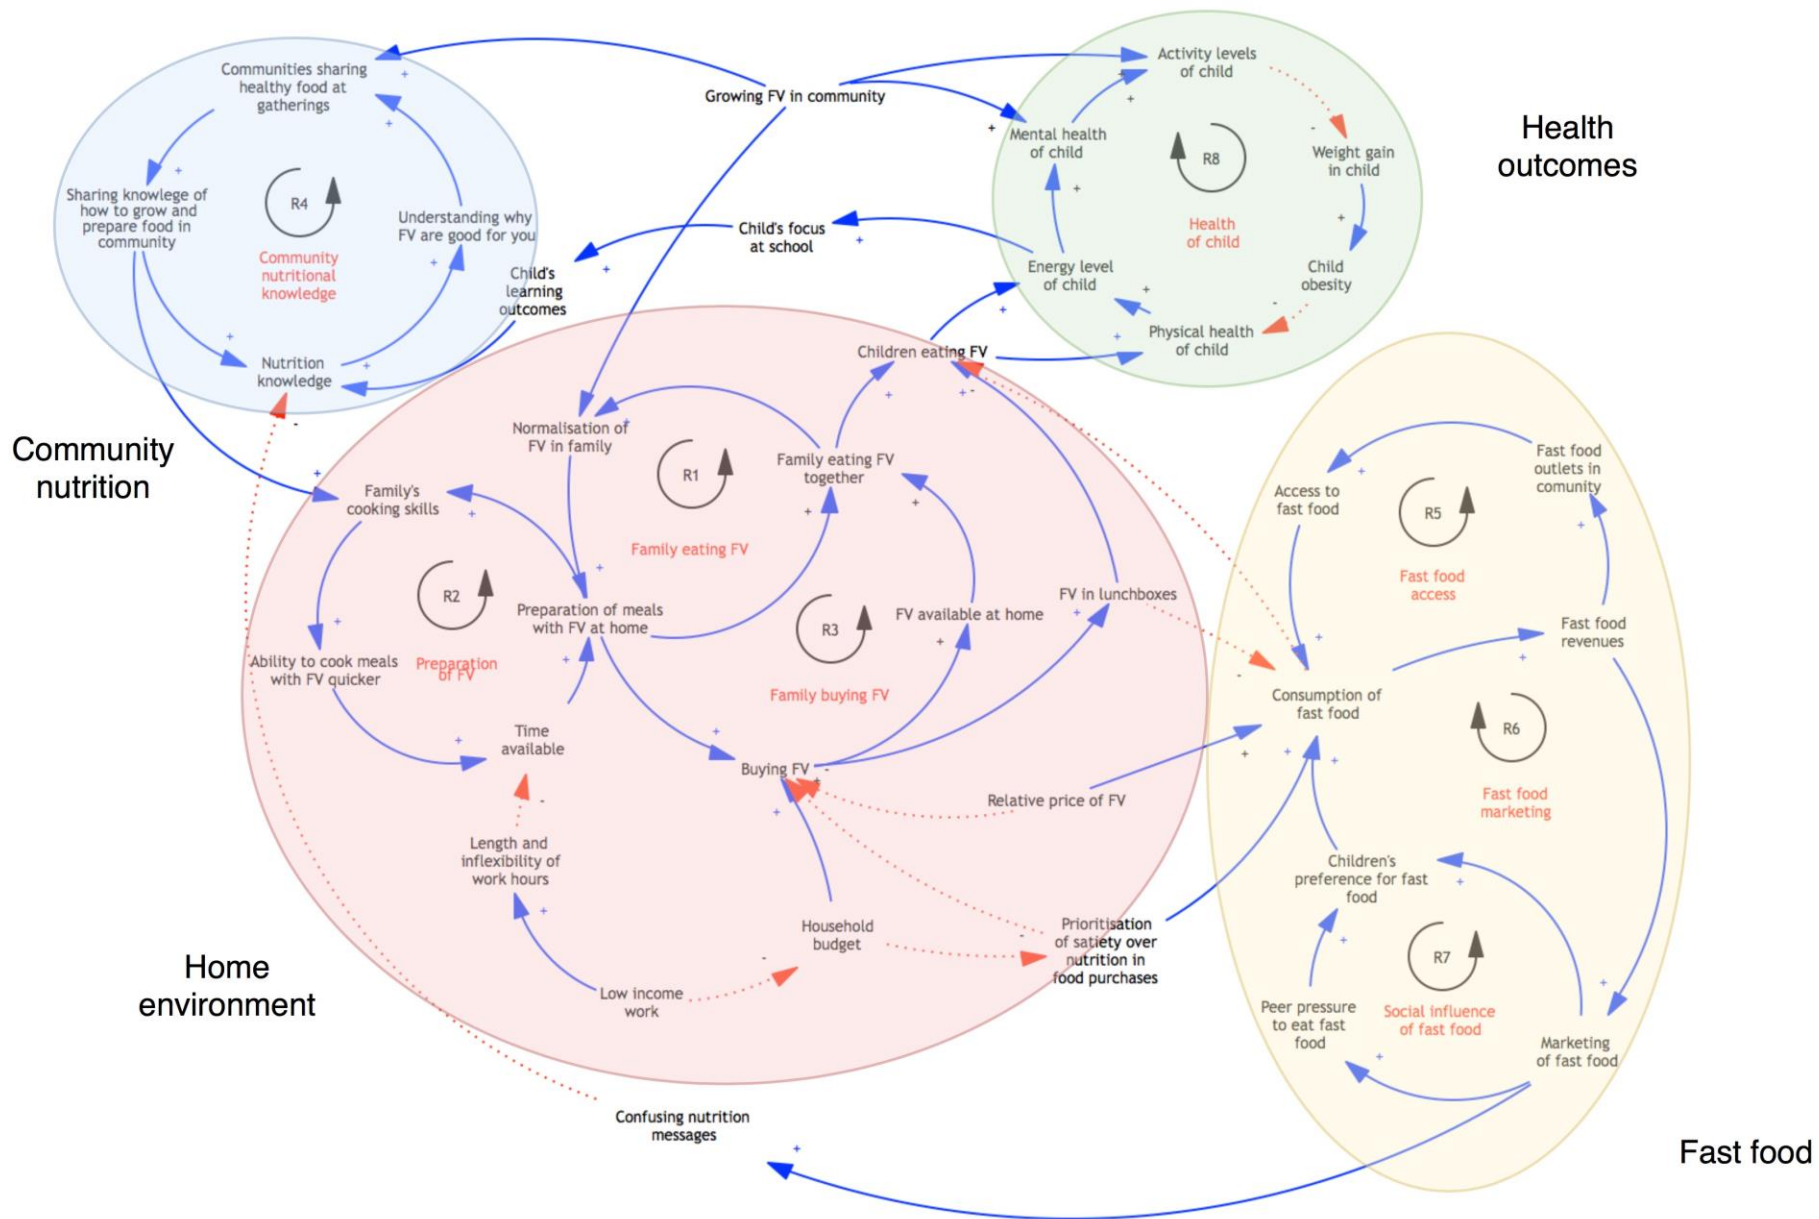 Communities sharing
healthy food at
gatherings
+
+
+
Sharing knowlege of
how to grow and
prepare food in
community
R4
Community
nutritional
knowledge
Understanding why
FV are good for you
+
+
+
Nutrition
knowledge
-
Community
nutrition
Growing FV in community
Child's focus
at school
+
+
Child's
learning
outcomes
Activity levels
of child
+
+
+
Mental health
of child
+
R8
Health
of child
-
Weight gain
in child
+
Child
obesity
-
Energy level
of child
+
+
+
Physical health
of child
Health
outcomes
Children eating FV
+
+
-
Normalisation of
FV in family
+
R1
Family eating FV
Family eating FV
together
+
+
+
Family's
cooking skills
+
+
R2
Preparation
of FV
Preparation of meals
with FV at home
+
+
R3
Family buying FV
FV available at home
+
FV in lunchboxes
+
-
Ability to cook meals
with FV quicker
+
Time
available
+
-
Buying FV
+
-
+
+
Relative price of FV
+
Length and
inflexibility of
work hours
+
Household
budget
-
Low income
work
-
Prioritisation
of satiety over
nutrition in
food purchases
Home
environment
Confusing nutrition
messages
+
Fast food
outlets in
comunity
+
+
Access to
fast food
R5
Fast food
access
+
Fast food
revenues
+
Consumption of
fast food
+
+
R6
Fast food
marketing
Children's
preference for fast
food
+
+
R7
Social influence
of fast food
Peer pressure
to eat fast
food
+
+
Marketing
of fast food
Fast food